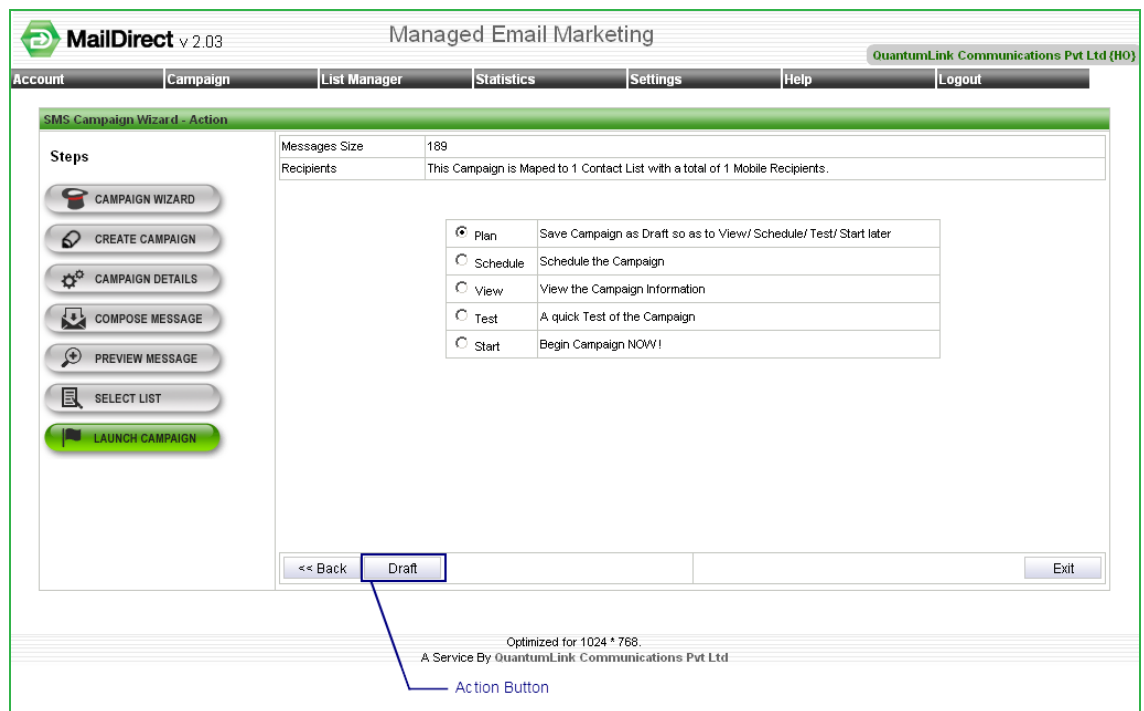 MailDirect v 2.03
Managed Email Marketing
QuantumLink Communications Pvt Ltd {HO}
Account Campaign List Manager Statistics Settings Help Logout
SMS Campaign Wizard - Action
Steps
CAMPAIGN WIZARD
CREATE CAMPAIGN
CAMPAIGN DETAILS
COMPOSE MESSAGE
PREVIEW MESSAGE
SELECT LIST
LAUNCH CAMPAIGN
Messages Size 189
Recipients This Campaign is Maped to 1 Contact List with a total of 1 Mobile Recipients.
Plan Save Campaign as Draft so as to View/ Schedule/ Test/ Start later
Schedule Schedule the Campaign
View View the Campaign Information
Test A quick Test of the Campaign
Start Begin Campaign NOW !
<< Back Draft Exit
Optimized for 1024 * 768.
A Service By QuantumLink Communications Pvt Ltd
Action Button